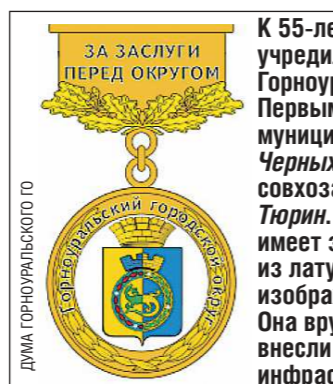 ЗА ЗАСЛУГИ
ПЕРЕД ОКРУГОМ
Горноуральский городской округ
ДУМА ГОРНОУРАЛЬСКОГО ГО
К 55-ле
учредил
Горноур
Первым
муници
Черных
совхоза
Тюрин.
имеет э
из лату
изобра
Она вру
внесли
инфрас